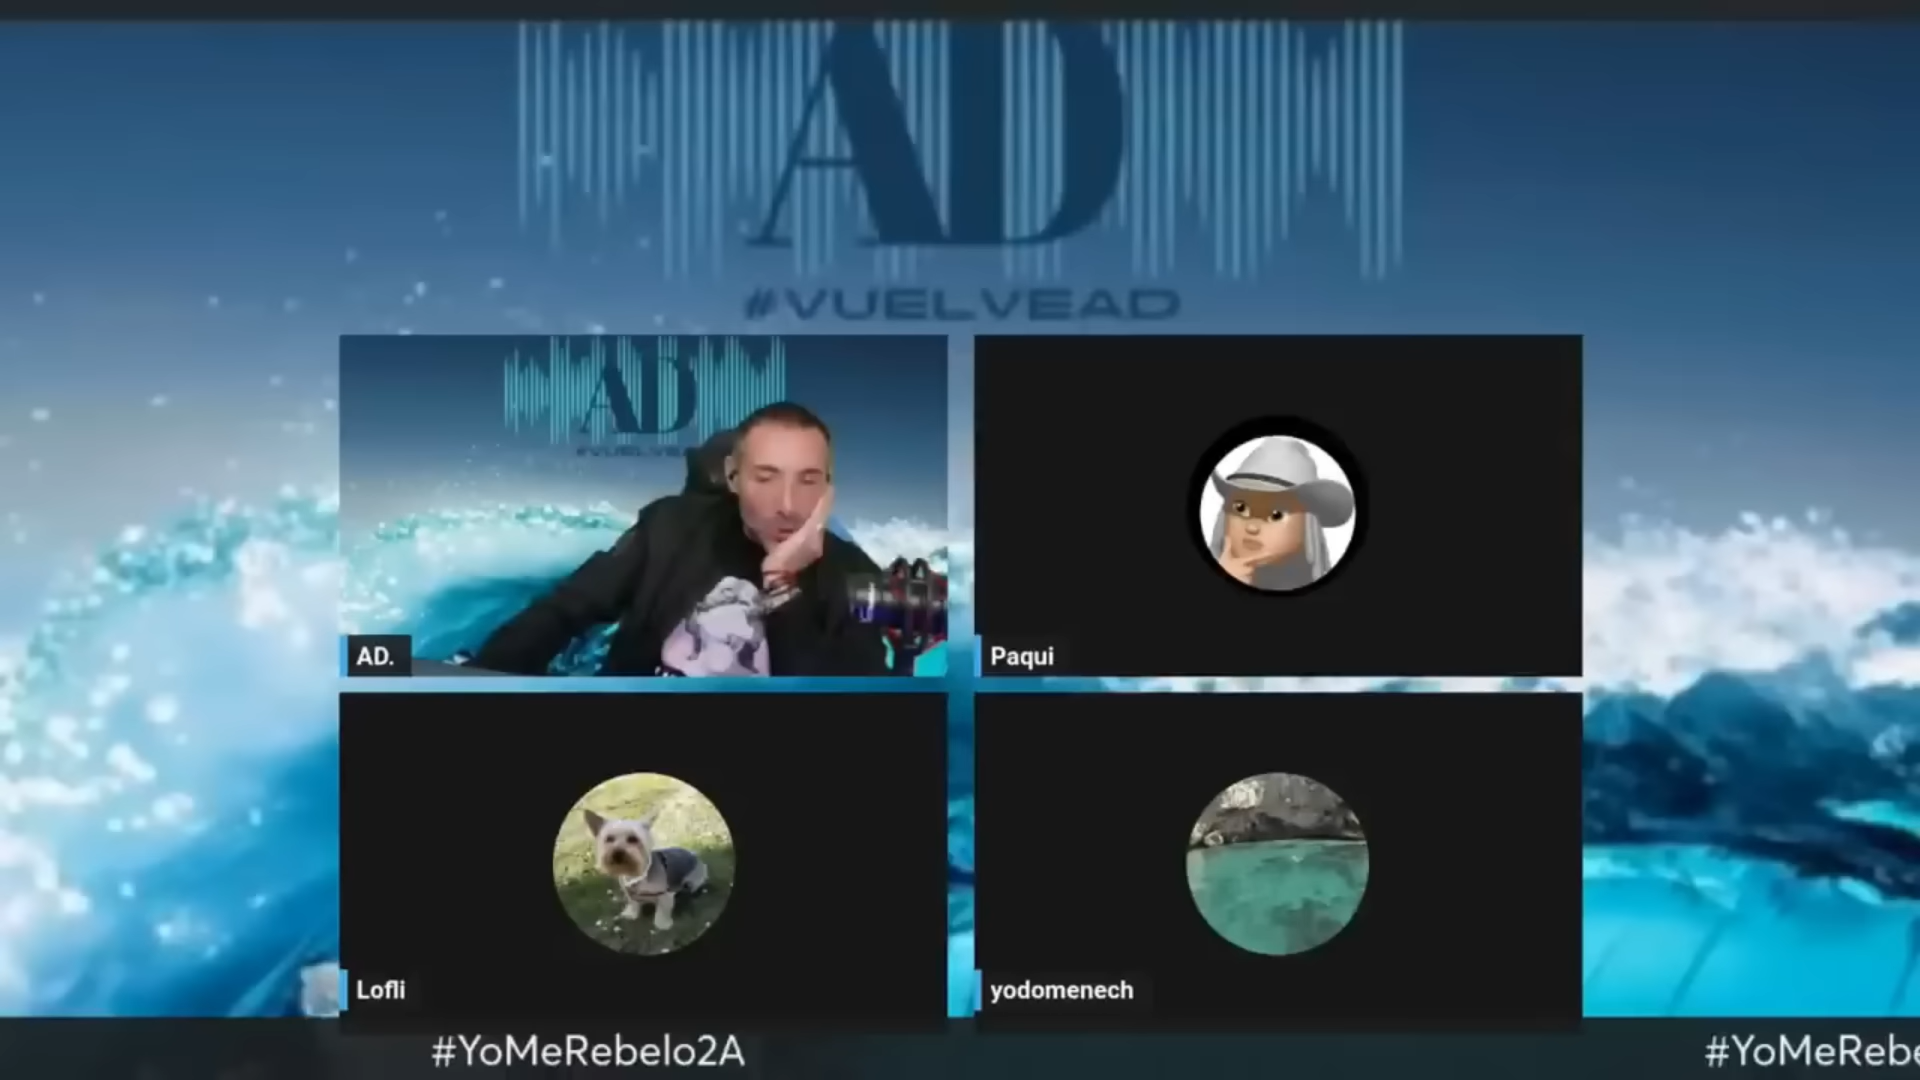 AD
#VUELVEAD
AD
AD.
Paqui
Lofli
yodomenech
#YoMeRebelo2A
#YoMeRebe